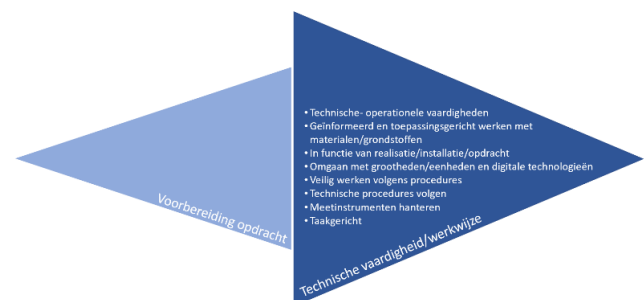 • Technische- operationele vaardigheden
• Geïnformeerd en toepassingsgericht werken met
materialen/grondstoffen
• In functie van realisatie/installatie/opdracht
• Omgaan met grootheden/eenheden en digitale technologieën
• Veilig werken volgens procedures
• Technische procedures volgen
• Meetinstrumenten hanteren
• Taakgericht
Voorbereiding opdracht
Technische vaardigheid/werkwijze